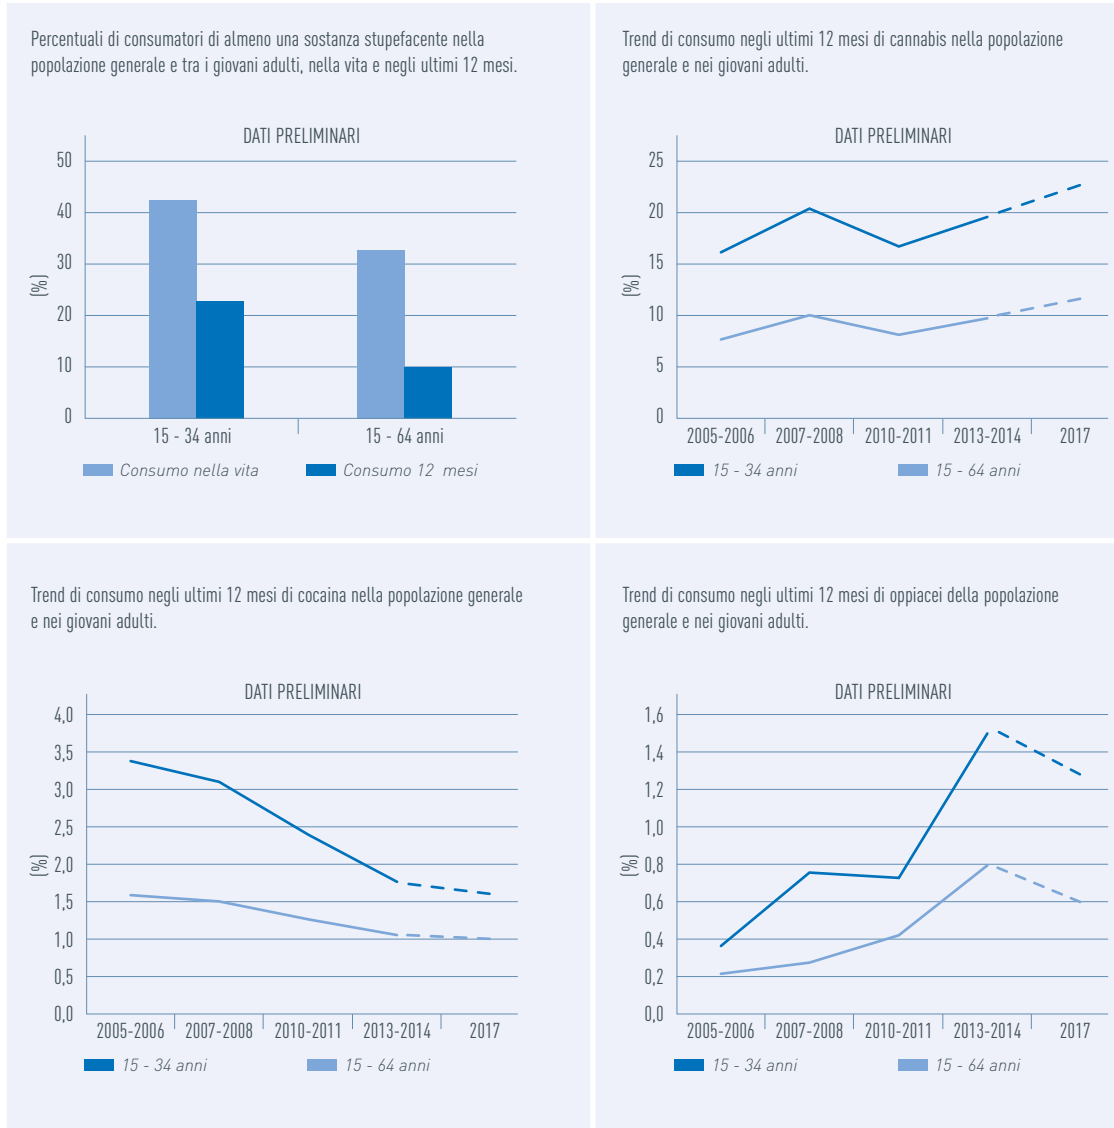 Percentuali di consumatori di almeno una sostanza stupefacente nella
popolazione generale e tra i giovani adulti, nella vita e negli ultimi 12 mesi.
DATI PRELIMINARI
50
40
30
20
10
0
(%)
15 - 34 anni
15 - 64 anni
Consumo nella vita
Consumo 12 mesi
Trend di consumo negli ultimi 12 mesi di cannabis nella popolazione
generale e nei giovani adulti.
DATI PRELIMINARI
25
20
15
10
5
0
(%)
2005-2006
2007-2008
2010-2011
2013-2014
2017
15 - 34 anni
15 - 64 anni
Trend di consumo negli ultimi 12 mesi di cocaina nella popolazione generale
e nei giovani adulti.
DATI PRELIMINARI
4,0
3,5
3,0
2,5
2,0
1,5
1,0
0,5
0,0
(%)
2005-2006
2007-2008
2010-2011
2013-2014
2017
15 - 34 anni
15 - 64 anni
Trend di consumo negli ultimi 12 mesi di oppiacei della popolazione
generale e nei giovani adulti.
DATI PRELIMINARI
1,6
1,4
1,2
1,0
0,8
0,6
0,4
0,2
0,0
(%)
2005-2006
2007-2008
2010-2011
2013-2014
2017
15 - 34 anni
15 - 64 anni